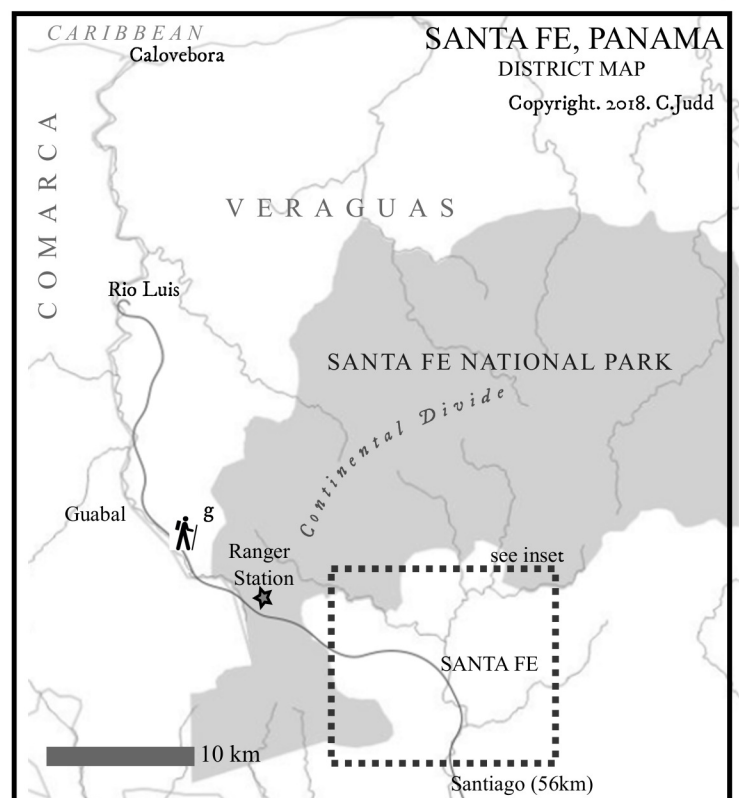 CARIBBEAN
Calovebora
SANTA FE, PANAMA
DISTRICT MAP
Copyright. 2018. C.Judd
COMARCA
VERAGUAS
Rio Luis
SANTA FE NATIONAL PARK
Continental Divide
Guabal
g
Ranger
Station
see inset
SANTA FE
10 km
Santiago (56km)